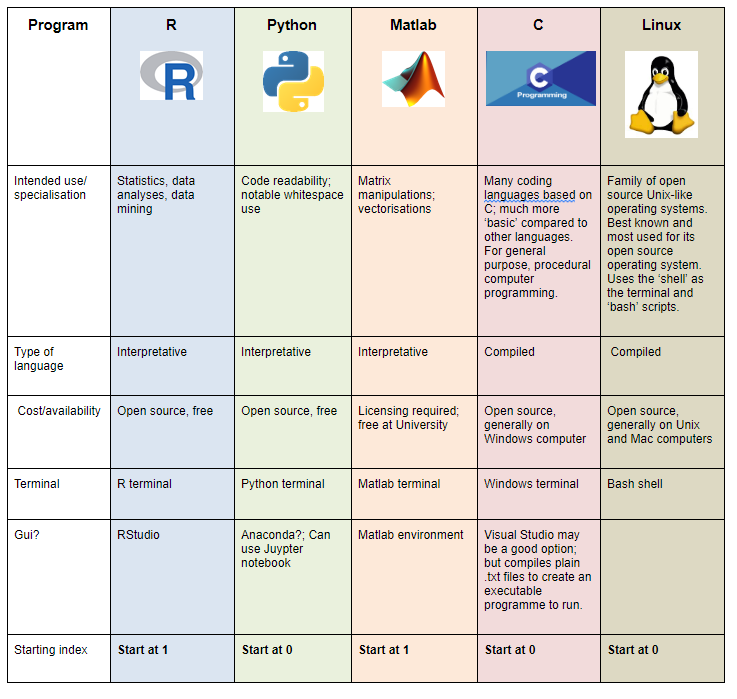 Program
R
Python
Matlab
C
Linux
R
C
Programming
Intended use/
specialisation
Statistics, data
analyses, data
mining
Code readability;
notable whitespace
use
Matrix
manipulations;
vectorisations
Many coding
languages based on
C; much more
‘basic’ compared to
other languages.
For general
purpose, procedural
computer
programming.
Family of open
source Unix-like
operating systems.
Best known and
most used for its
open source
operating system.
Uses the ‘shell’ as
the terminal and
‘bash’ scripts.
Type of
language
Interpretative
Interpretative
Interpretative
Compiled
Compiled
Cost/availability
Open source, free
Open source, free
Licensing required;
free at University
Open source,
generally on
Windows computer
Open source,
generally on Unix
and Mac computers
Terminal
R terminal
Python terminal
Matlab terminal
Windows terminal
Bash shell
Gui?
RStudio
Anaconda?; Can
use Juypter
notebook
Matlab environment
Visual Studio may
be a good option;
but compiles plain
.txt files to create an
executable
programme to run.
Starting index
Start at 1
Start at 0
Start at 1
Start at 0
Start at 0